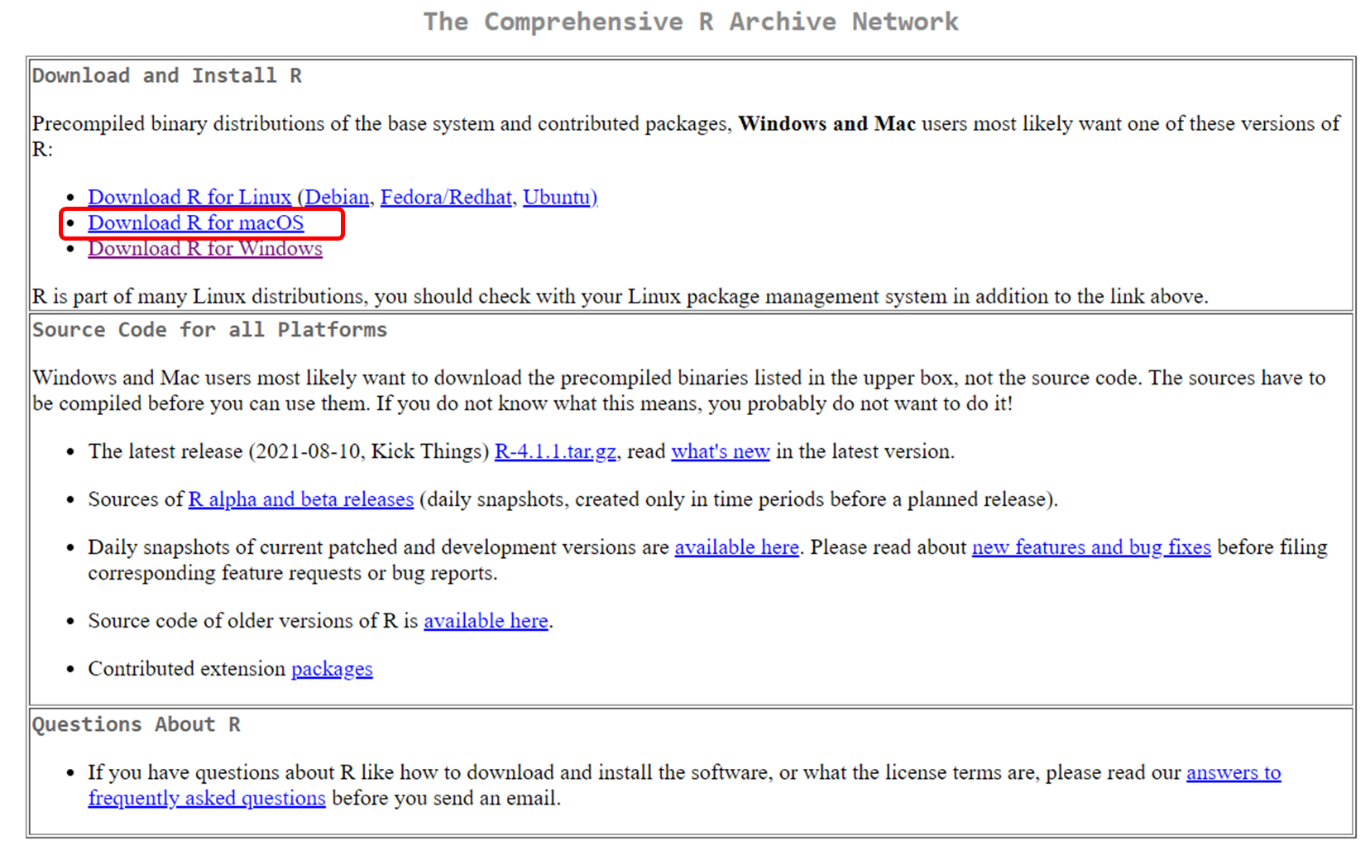 The Comprehensive R Archive Network
Download and Install R
Precompiled binary distributions of the base system and contributed packages, Windows and Mac users most likely want one of these versions of
R:
• Download R for Linux (Debian, Fedora/Redhat, Ubuntu)
• Download R for macOS
• Download R for Windows
R is part of many Linux distributions, you should check with your Linux package management system in addition to the link above.
Source Code for all Platforms
Windows and Mac users most likely want to download the precompiled binaries listed in the upper box, not the source code. The sources have to
be compiled before you can use them. If you do not know what this means, you probably do not want to do it!
• The latest release (2021-08-10, Kick Things) R-4.1.1.tar.gz, read what's new in the latest version.
• Sources of R alpha and beta releases (daily snapshots, created only in time periods before a planned release).
• Daily snapshots of current patched and development versions are available here. Please read about new features and bug fixes before filing
corresponding feature requests or bug reports.
• Source code of older versions of R is available here.
• Contributed extension packages
Questions About R
• If you have questions about R like how to download and install the software, or what the license terms are, please read our answers to
frequently asked questions before you send an email.